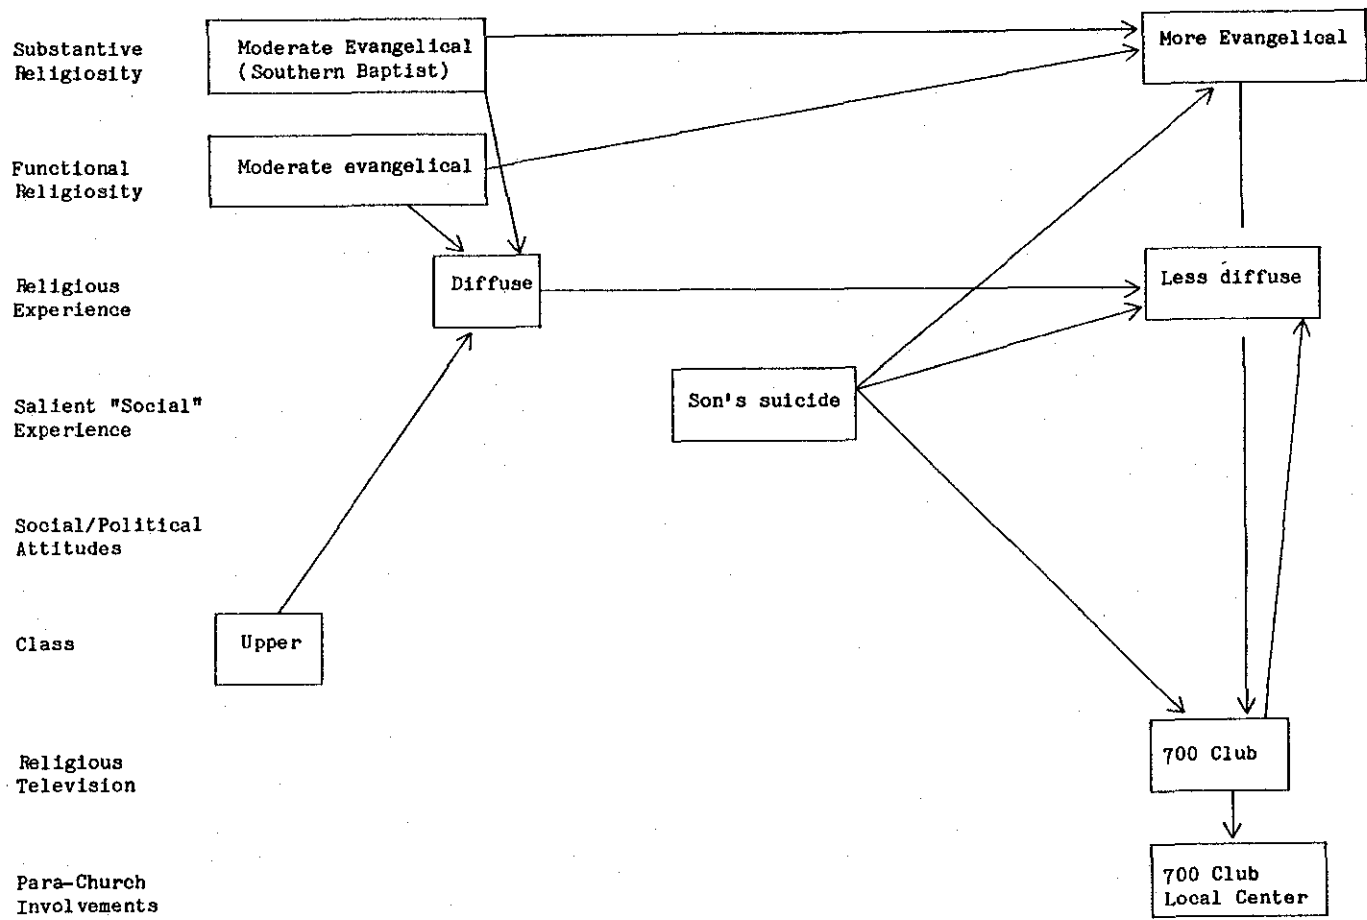 Substantive
Religiosity
Moderate Evangelical
(Southern Baptist)
More Evangelical
Functional
Religiosity
Moderate evangelical
Religious
Experience
Diffuse
Less diffuse
Salient "Social"
Experience
Son's suicide
Social/Political
Attitudes
Class
Upper
Religious
Television
700 Club
Para-Church
Involvements
700 Club
Local Center